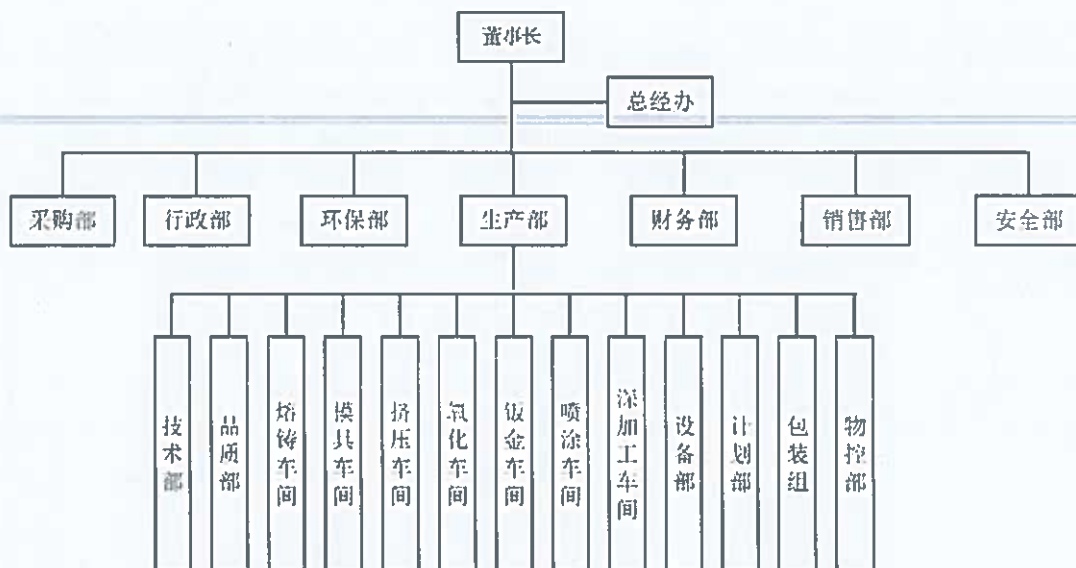 董事长
总经办
采购部
行政部
环保部
生产部
财务部
销售部
安全部
技术部
品质部
熔铸车间
模具车间
挤压车间
氧化车间
钣金车间
喷涂车间
深加工车间
设备部
计划部
包装组
物控部